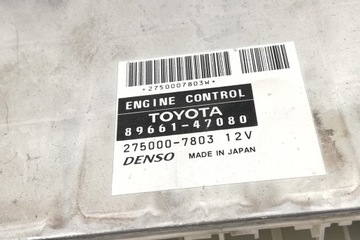 *2750007803W*
ENGINE CONTROL
TOYOTA
89661-47080
275000-7803 12V
DENSO MADE IN JAPAN